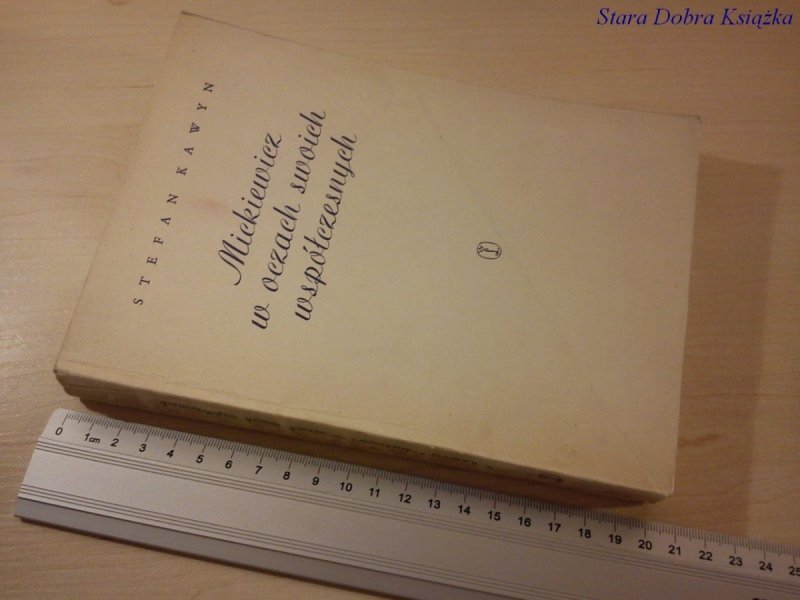 Stara Dobra Książka
STEFAN KAWYN
Mickiewicz
w oczach swoich
współczesnych
0 1cm 2 3 4 5 6 7 8 9 10 11 12 13 14 15 16 17 18 19 20 21 22 23 24 25